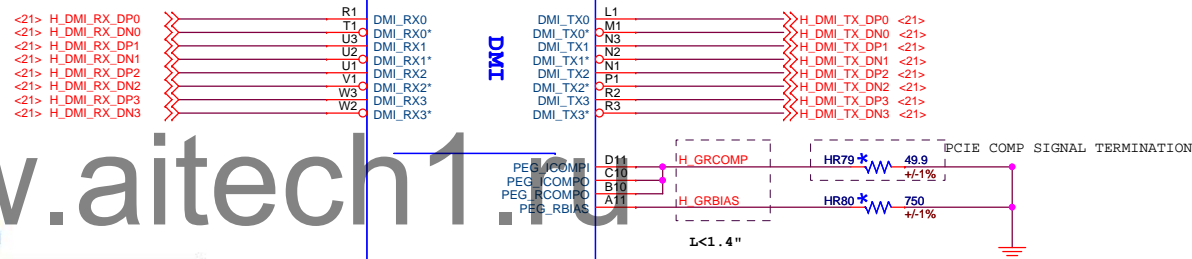 <21> H_DMI_RX_DP0 R1 DMI_RX0 DMI_TX0 L1 H_DMI_TX_DP0 <21>
<21> H_DMI_RX_DN0 T1 DMI_RX0* DMI_TX0* M1 H_DMI_TX_DN0 <21>
<21> H_DMI_RX_DP1 U3 DMI_RX1 DMI_TX1 N3 H_DMI_TX_DP1 <21>
<21> H_DMI_RX_DN1 U2 DMI_RX1* DMI_TX1* N2 H_DMI_TX_DN1 <21>
<21> H_DMI_RX_DP2 U1 DMI_RX2 DMI_TX2 N1 H_DMI_TX_DP2 <21>
<21> H_DMI_RX_DN2 V1 DMI_RX2* DMI_TX2* P1 H_DMI_TX_DN2 <21>
<21> H_DMI_RX_DP3 W3 DMI_RX3 DMI_TX3 R2 H_DMI_TX_DP3 <21>
<21> H_DMI_RX_DN3 W2 DMI_RX3* DMI_TX3* R3 H_DMI_TX_DN3 <21>
DMI
PCIE COMP SIGNAL TERMINATION
PEG_ICOMPI D11 H_GRCOMP HR79 * 49.9
+/-1%
PEG_ICOMPO C10
PEG_RCOMPO B10
PEG_RBIAS A11 H_GRBIAS HR80 * 750
+/-1%
L<1.4"
w.aitech1.ru